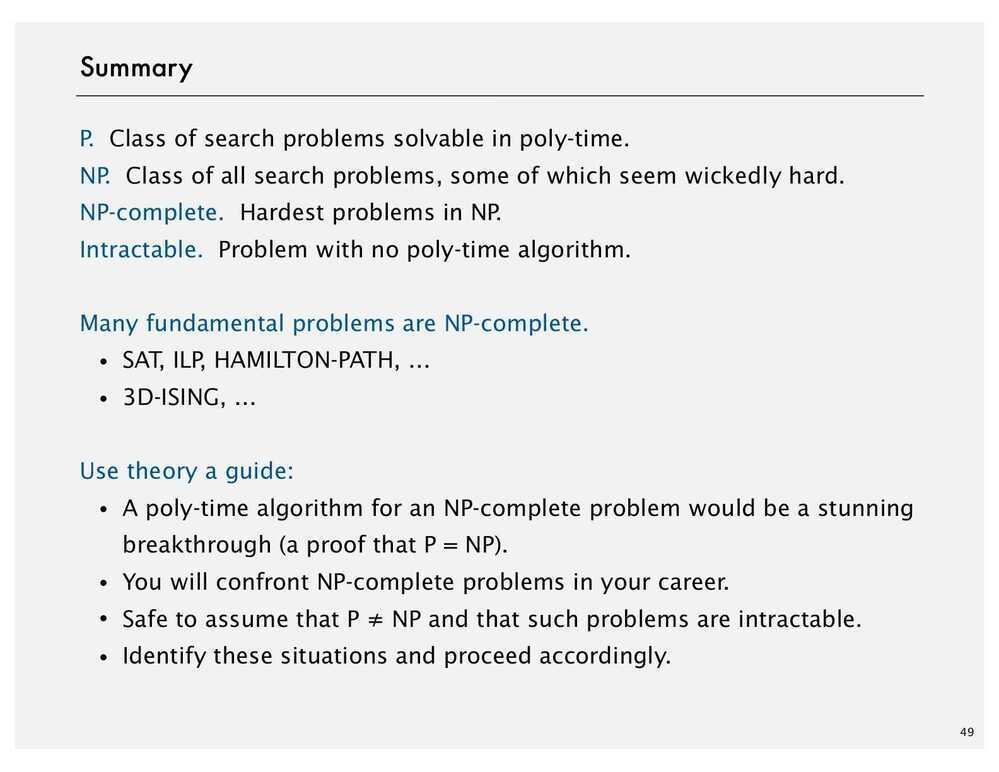 Summary
P. Class of search problems solvable in poly-time.
NP. Class of all search problems, some of which seem wickedly hard.
NP-complete. Hardest problems in NP.
Intractable. Problem with no poly-time algorithm.
Many fundamental problems are NP-complete.
• SAT, ILP, HAMILTON-PATH, …
• 3D-ISING, …
Use theory a guide:
• A poly-time algorithm for an NP-complete problem would be a stunning
breakthrough (a proof that P = NP).
• You will confront NP-complete problems in your career.
• Safe to assume that P ≠ NP and that such problems are intractable.
• Identify these situations and proceed accordingly.
49